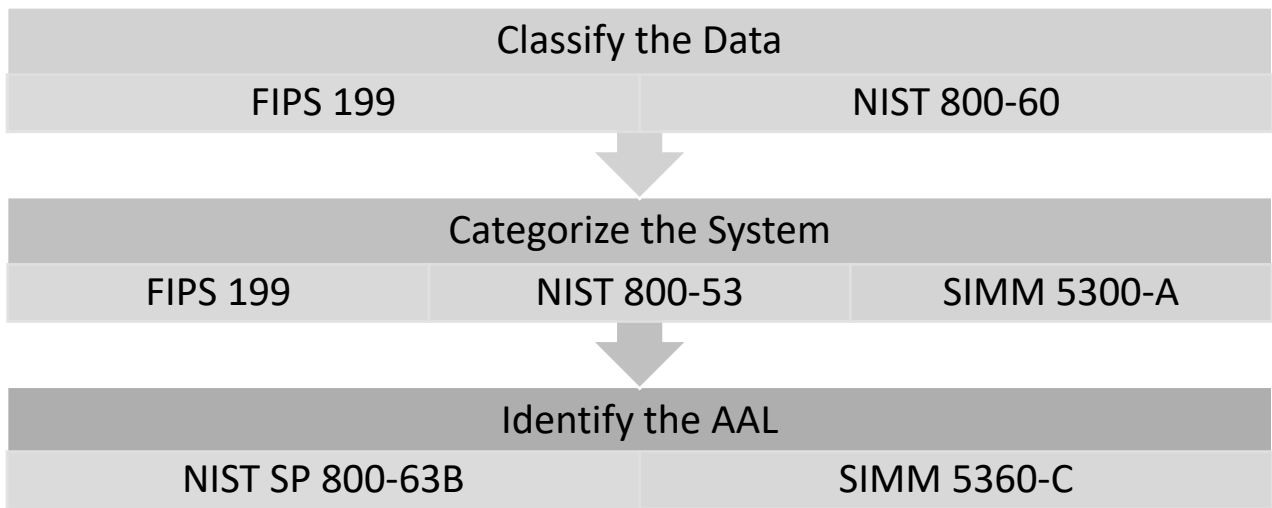 Classify the Data
FIPS 199 NIST 800-60
Categorize the System
FIPS 199 NIST 800-53 SIMM 5300-A
Identify the AAL
NIST SP 800-63B SIMM 5360-C